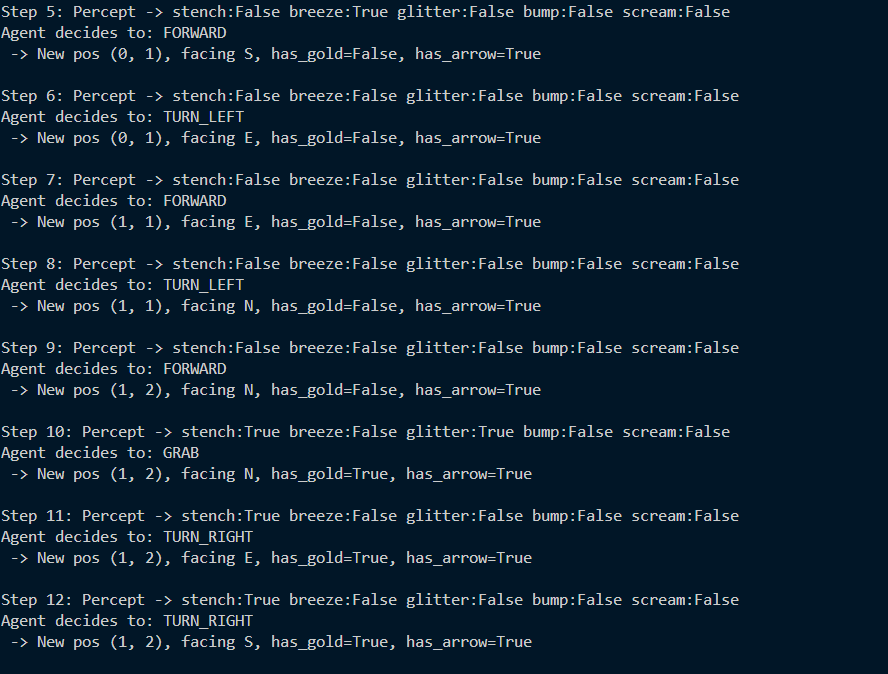 Step 5: Percept -> stench:False breeze:True glitter:False bump:False scream:False
Agent decides to: FORWARD
 -> New pos (0, 1), facing S, has_gold=False, has_arrow=True

Step 6: Percept -> stench:False breeze:False glitter:False bump:False scream:False
Agent decides to: TURN_LEFT
 -> New pos (0, 1), facing E, has_gold=False, has_arrow=True

Step 7: Percept -> stench:False breeze:False glitter:False bump:False scream:False
Agent decides to: FORWARD
 -> New pos (1, 1), facing E, has_gold=False, has_arrow=True

Step 8: Percept -> stench:False breeze:False glitter:False bump:False scream:False
Agent decides to: TURN_LEFT
 -> New pos (1, 1), facing N, has_gold=False, has_arrow=True

Step 9: Percept -> stench:False breeze:False glitter:False bump:False scream:False
Agent decides to: FORWARD
 -> New pos (1, 2), facing N, has_gold=False, has_arrow=True

Step 10: Percept -> stench:True breeze:False glitter:True bump:False scream:False
Agent decides to: GRAB
 -> New pos (1, 2), facing N, has_gold=True, has_arrow=True

Step 11: Percept -> stench:True breeze:False glitter:False bump:False scream:False
Agent decides to: TURN_RIGHT
 -> New pos (1, 2), facing E, has_gold=True, has_arrow=True

Step 12: Percept -> stench:True breeze:False glitter:False bump:False scream:False
Agent decides to: TURN_RIGHT
 -> New pos (1, 2), facing S, has_gold=True, has_arrow=True